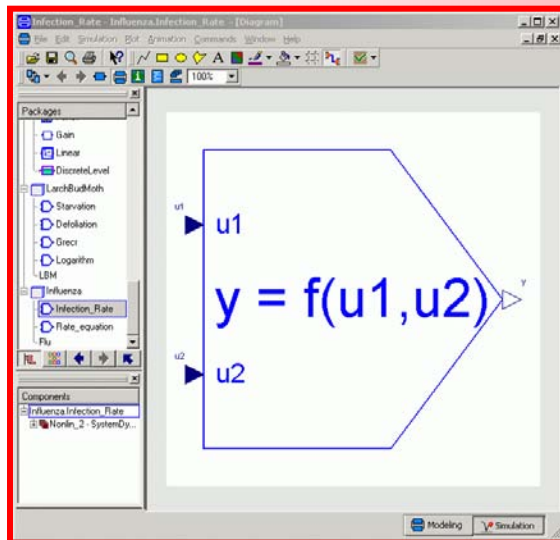 Infection_Rate - Influenza.Infection_Rate - [Diagram]
File Edit Simulation Plot Animation Commands Window Help
100%
Packages
Gain
Linear
DiscreteLevel
LarchBudMoth
Starvation
Defoliation
Grecr
Logarithm
LBM
Influenza
Infection_Rate
Rate_equation
Flu
Components
Influenza.Infection_Rate
Nonlin_2 - SystemDy...
u1
u1
y = f(u1,u2)
y
u2
u2
Modeling
Simulation